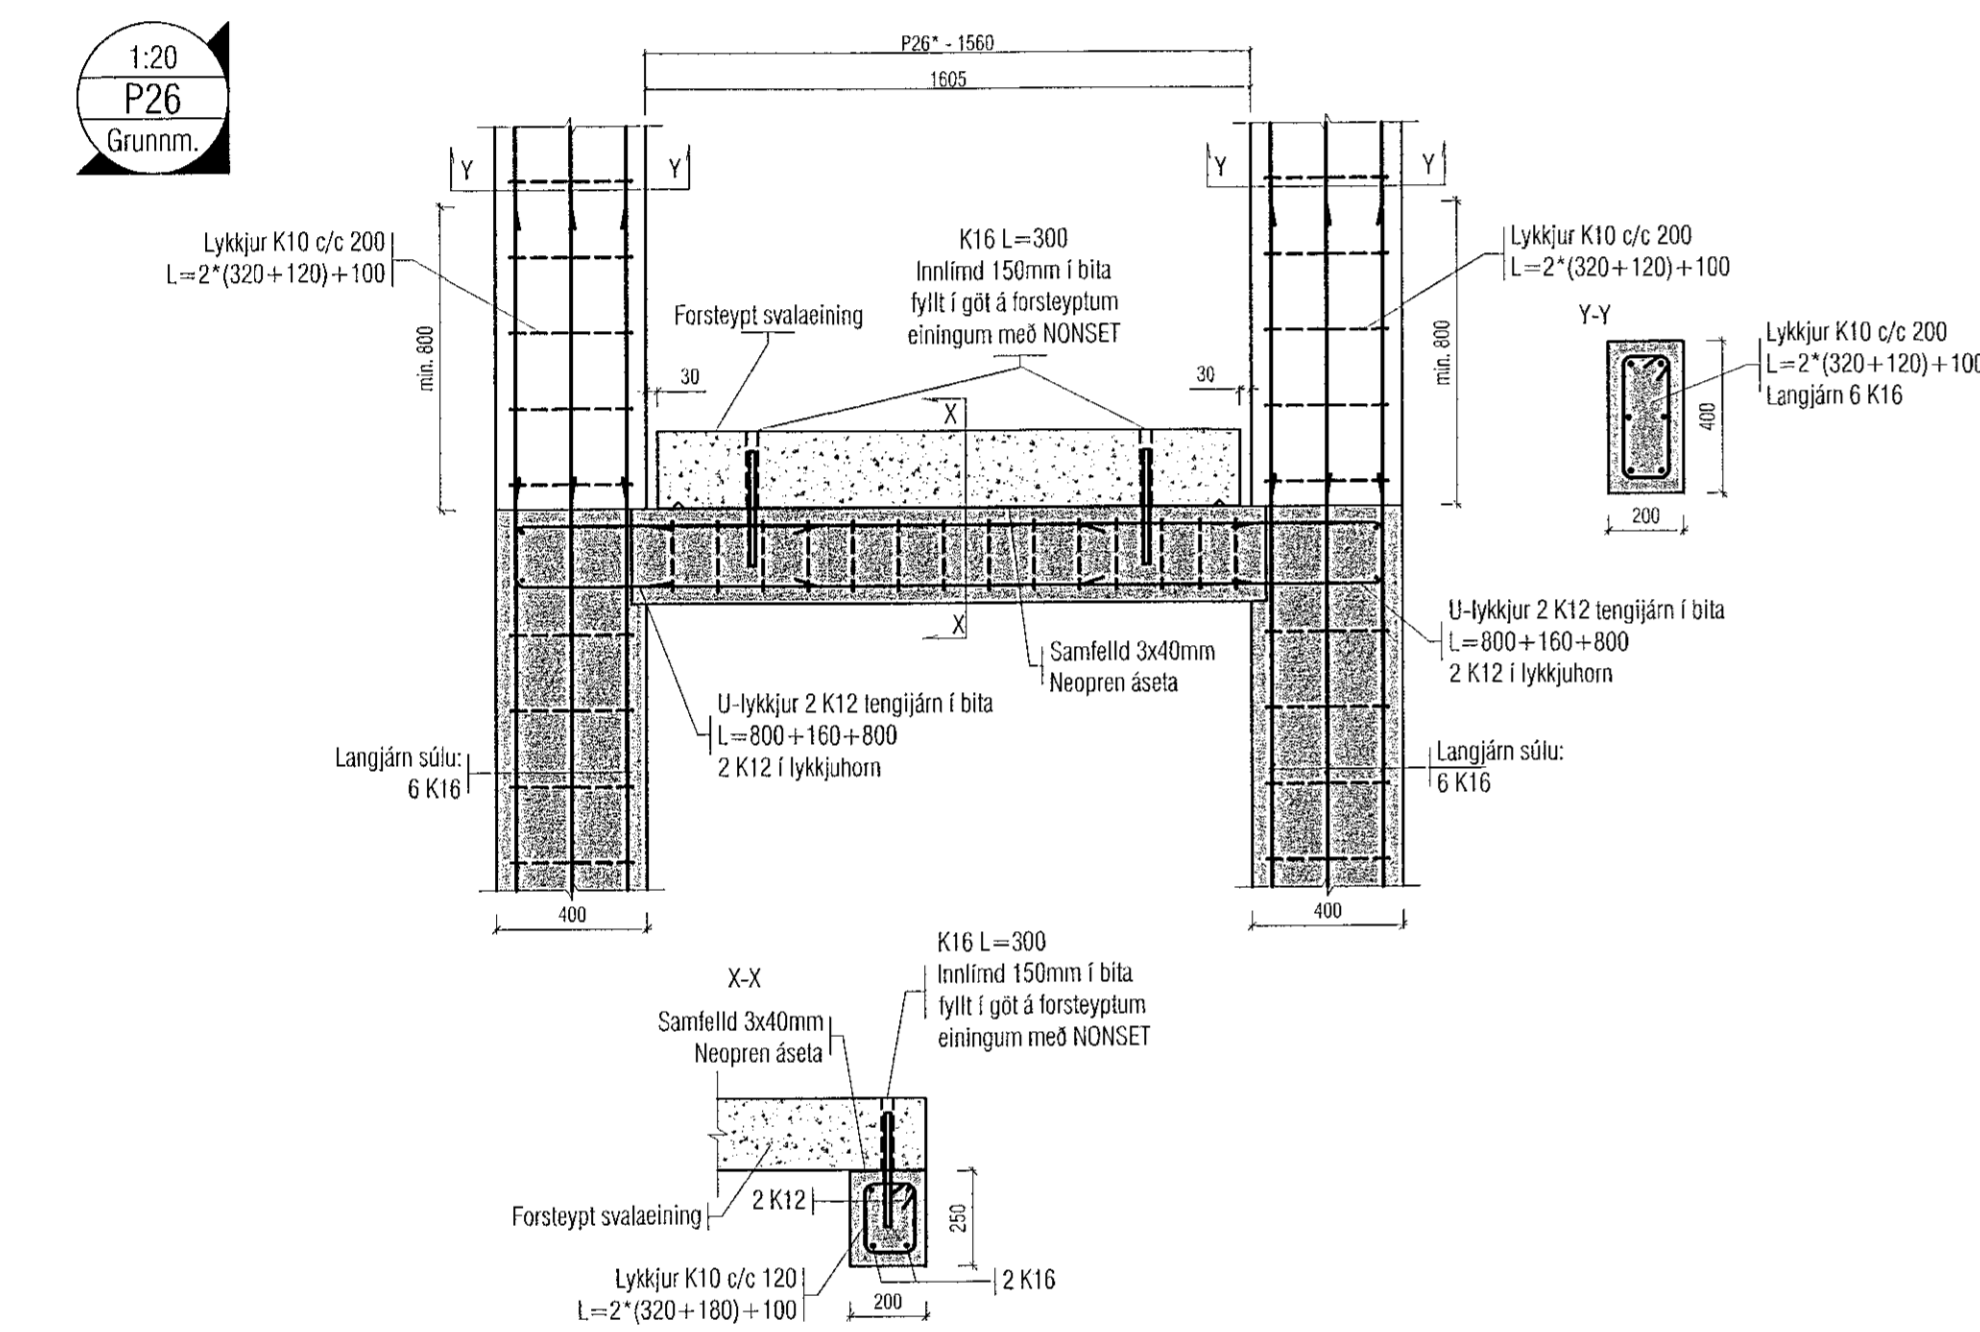 1:20
P26
Grunnm.
P26* - 1560
1605
Y
Y
Y
Y
Lykkjur K10 c/c 200
L=2*(320+120)+100
min. 800
Forsteypt svalaeining
K16 L=300
Innlímd 150mm í bita
fyllt í göt á forsteyptum
einingum með NONSET
30
30
X
X
Lykkjur K10 c/c 200
L=2*(320+120)+100
min. 800
Y-Y
Lykkjur K10 c/c 200
L=2*(320+120)+100
Langjárn 6 K16
400
200
U-lykkjur 2 K12 tengijárn í bita
L=800+160+800
2 K12 í lykkjuhorn
Samfelld 3x40mm
Neopren áseta
U-lykkjur 2 K12 tengijárn í bita
L=800+160+800
2 K12 í lykkjuhorn
Langjárn súlu:
6 K16
Langjárn súlu:
6 K16
400
400
X-X
K16 L=300
Innlímd 150mm í bita
fyllt í göt á forsteyptum
einingum með NONSET
Samfelld 3x40mm
Neopren áseta
Forsteypt svalaeining
2 K12
250
Lykkjur K10 c/c 120
L=2*(320+180)+100
2 K16
200